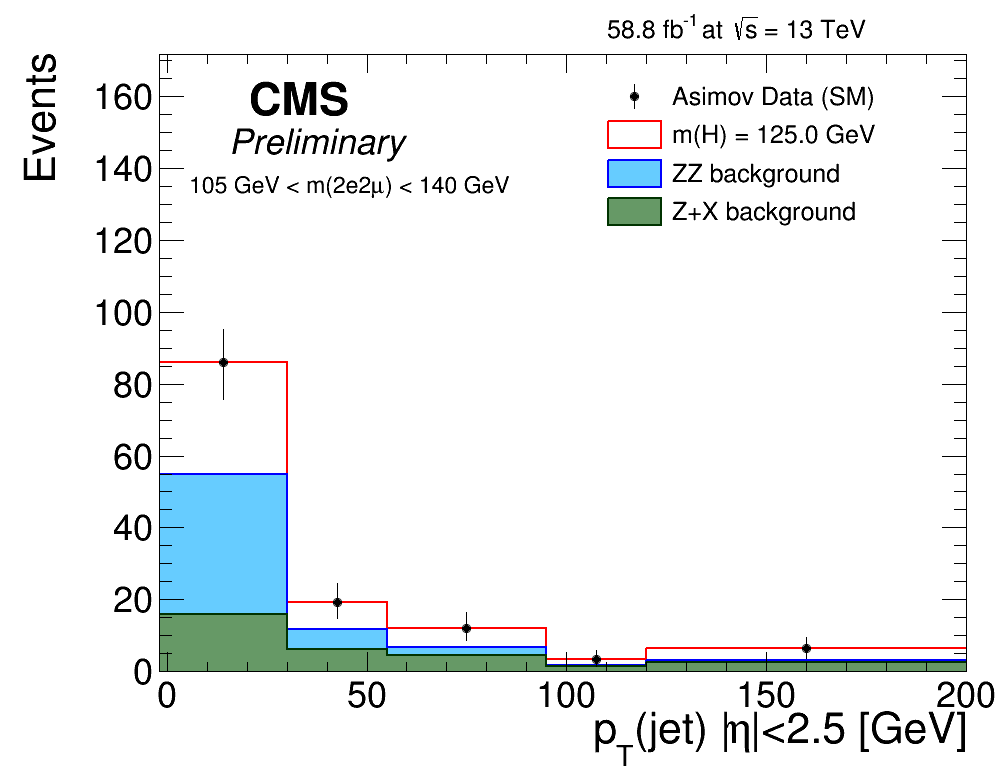 58.8 fb-1 at √s = 13 TeV
Events
CMS
Preliminary
105 GeV < m(2e2μ) < 140 GeV
Asimov Data (SM)
m(H) = 125.0 GeV
ZZ background
Z+X background
160
140
120
100
80
60
40
20
0
0 50 100 150 200
pT(jet) |η|<2.5 [GeV]